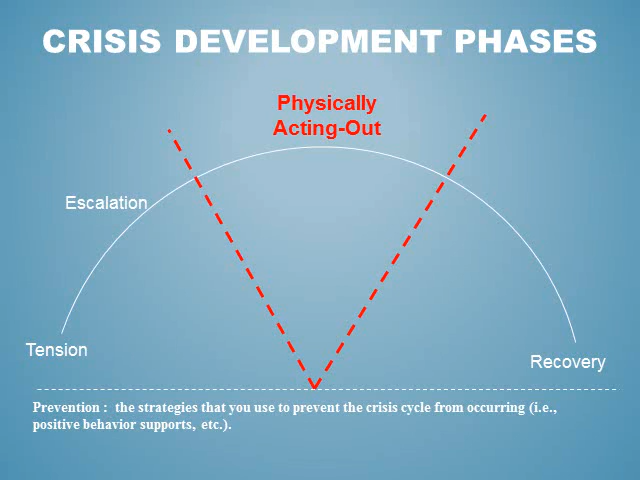 CRISIS DEVELOPMENT PHASES
Physically
Acting-Out
Escalation
Tension
Recovery
Prevention : the strategies that you use to prevent the crisis cycle from occurring (i.e.,
positive behavior supports, etc.).